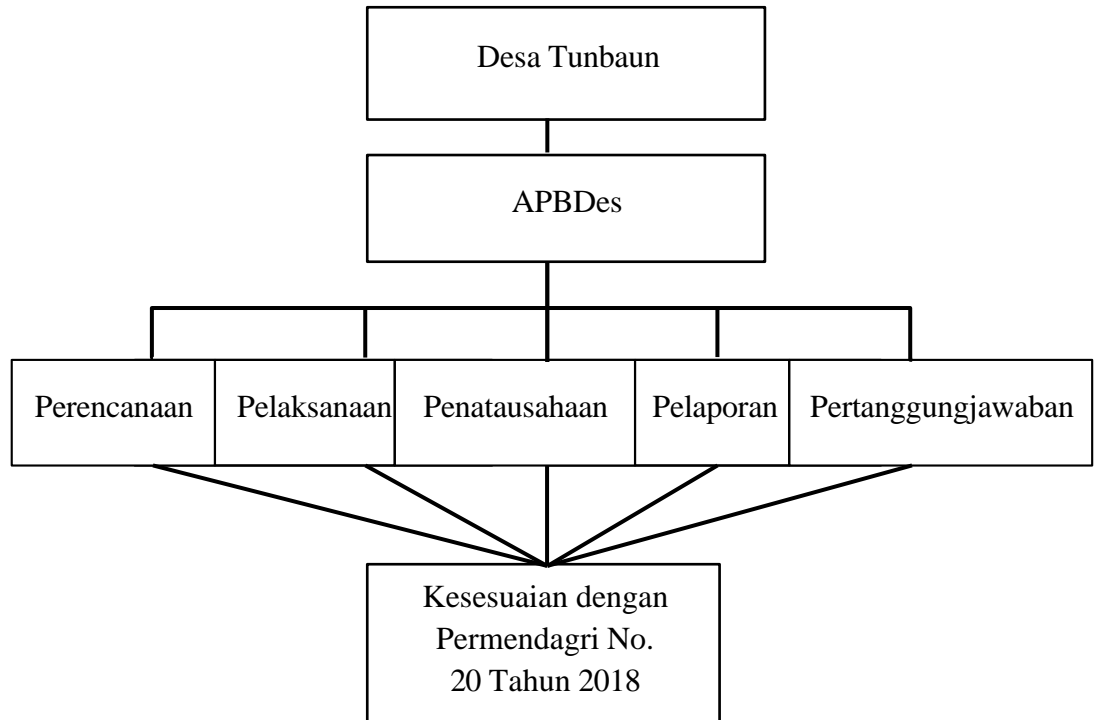 Desa Tunbaun
APBDes
Perencanaan
Pelaksanaan
Penatausahaan
Pelaporan
Pertanggungjawaban
Kesesuaian dengan
Permendagri No.
20 Tahun 2018